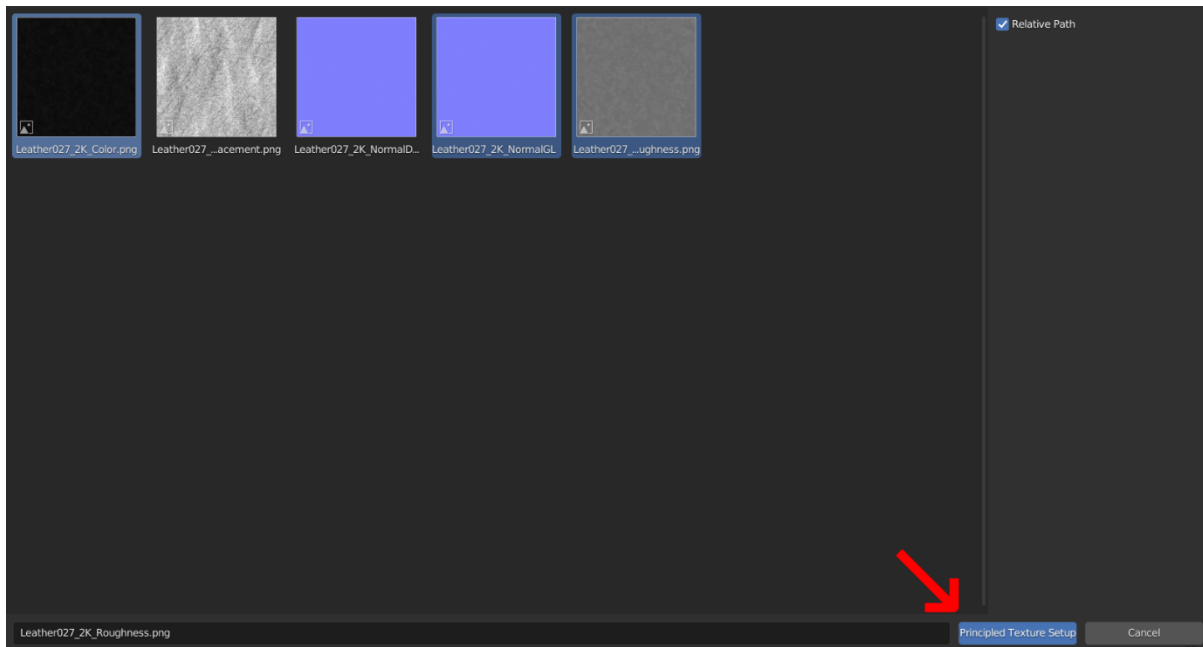 Relative Path
Leather027_2K_Color.png
Leather027_...acement.png
Leather027_2K_NormalD...
Leather027_2K_NormalGL
Leather027_...ughness.png
Leather027_2K_Roughness.png
Principled Texture Setup
Cancel